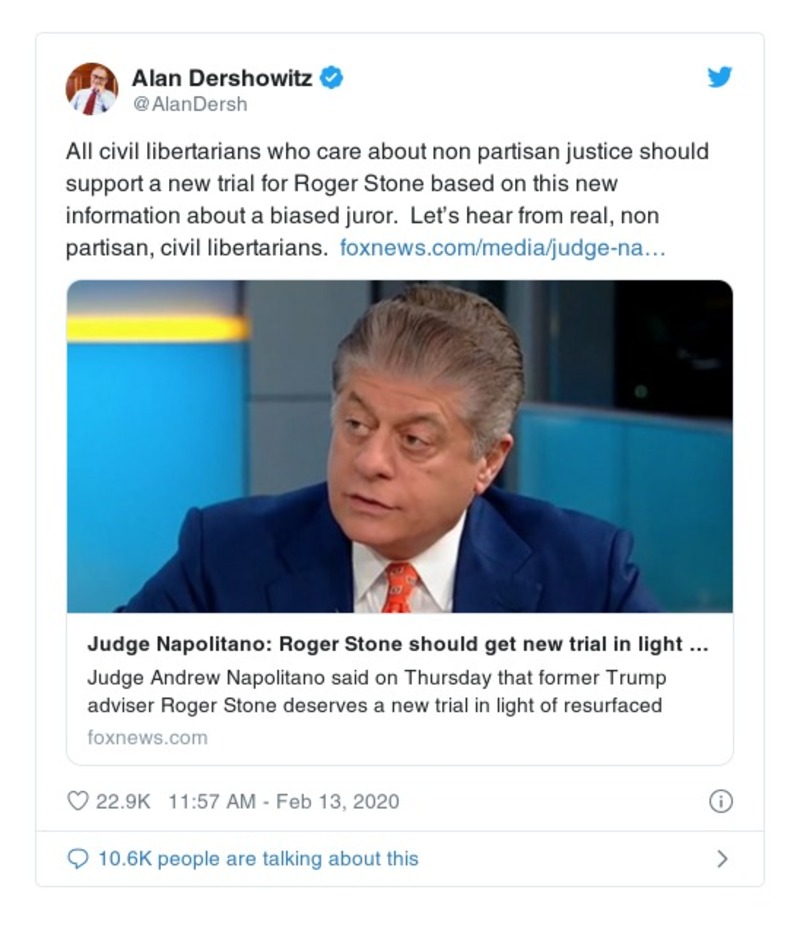 Alan Dershowitz
@AlanDersh
All civil libertarians who care about non partisan justice should
support a new trial for Roger Stone based on this new
information about a biased juror.  Let’s hear from real, non
partisan, civil libertarians.  foxnews.com/media/judge-na…
Judge Napolitano: Roger Stone should get new trial in light ...
Judge Andrew Napolitano said on Thursday that former Trump
adviser Roger Stone deserves a new trial in light of resurfaced
foxnews.com
22.9K 11:57 AM - Feb 13, 2020
10.6K people are talking about this